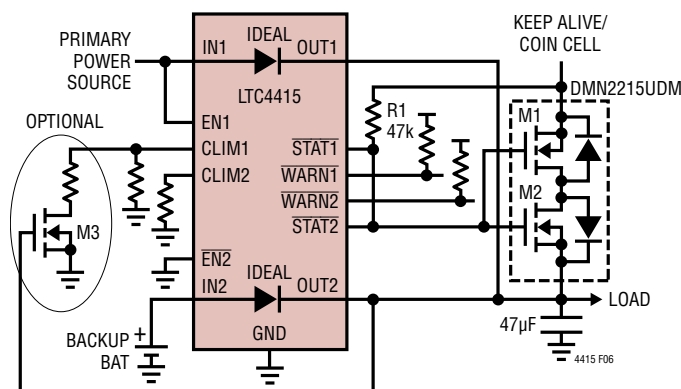 KEEP ALIVE/
COIN CELL
PRIMARY
POWER
SOURCE
IN1
IDEAL
OUT1
LTC4415
DMN2215UDM
OPTIONAL
EN1
R1
47k
M1
CLIM1
STAT1
CLIM2
WARN1
WARN2
M2
M3
STAT2
EN2
IDEAL
IN2
OUT2
LOAD
BACKUP
BAT
+
GND
47µF
4415 F06